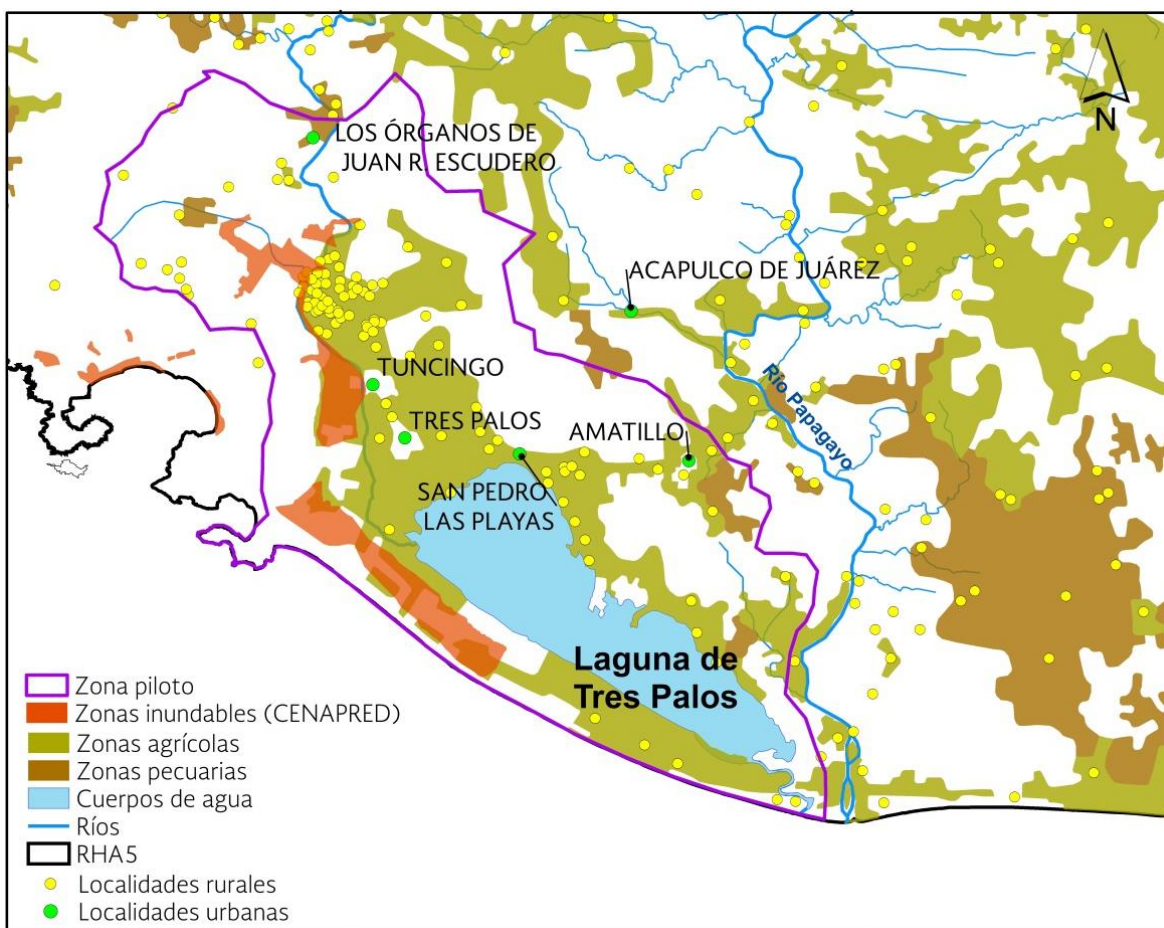 N
LOS ÓRGANOS DE
JUAN R. ESCUDERO
ACAPULCO DE JUÁREZ
TUNCINGO
Río Papagayo
TRES PALOS
AMATILLO
SAN PEDRO
LAS PLAYAS
Laguna de
Tres Palos
Zona piloto
Zonas inundables (CENAPRED)
Zonas agrícolas
Zonas pecuarias
Cuerpos de agua
Ríos
RHA5
Localidades rurales
Localidades urbanas